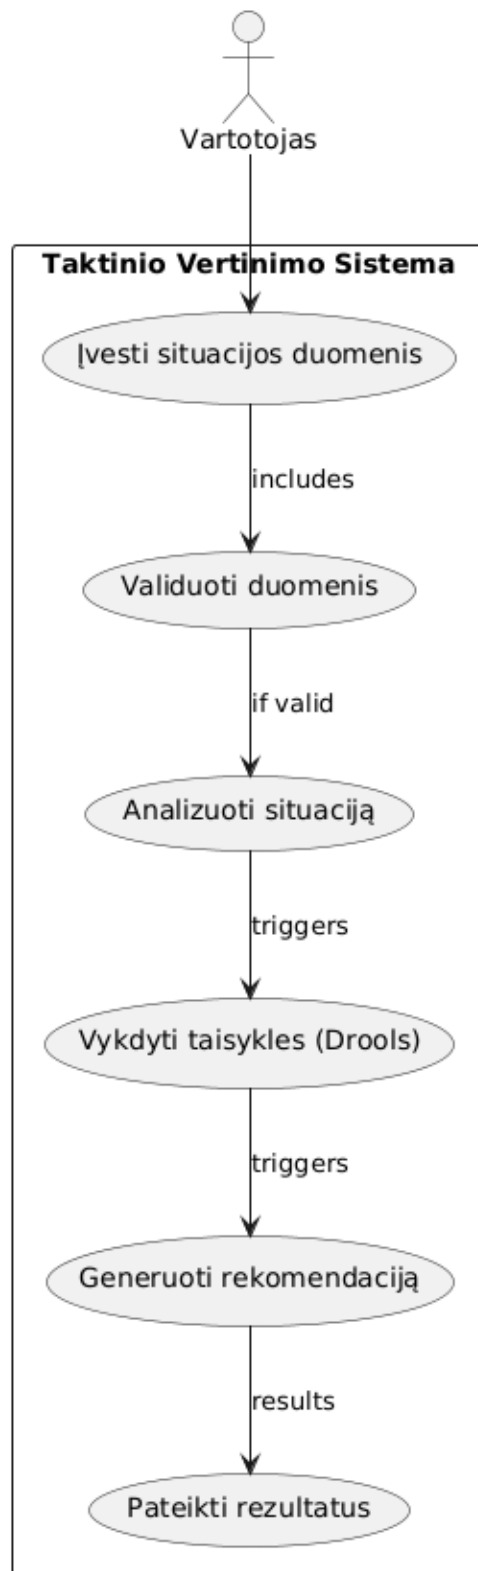 Vartotojas
Taktinio Vertinimo Sistema
Įvesti situacijos duomenis
includes
Validuoti duomenis
if valid
Analizuoti situaciją
triggers
Vykdyti taisykles (Drools)
triggers
Generuoti rekomendaciją
results
Pateikti rezultatus